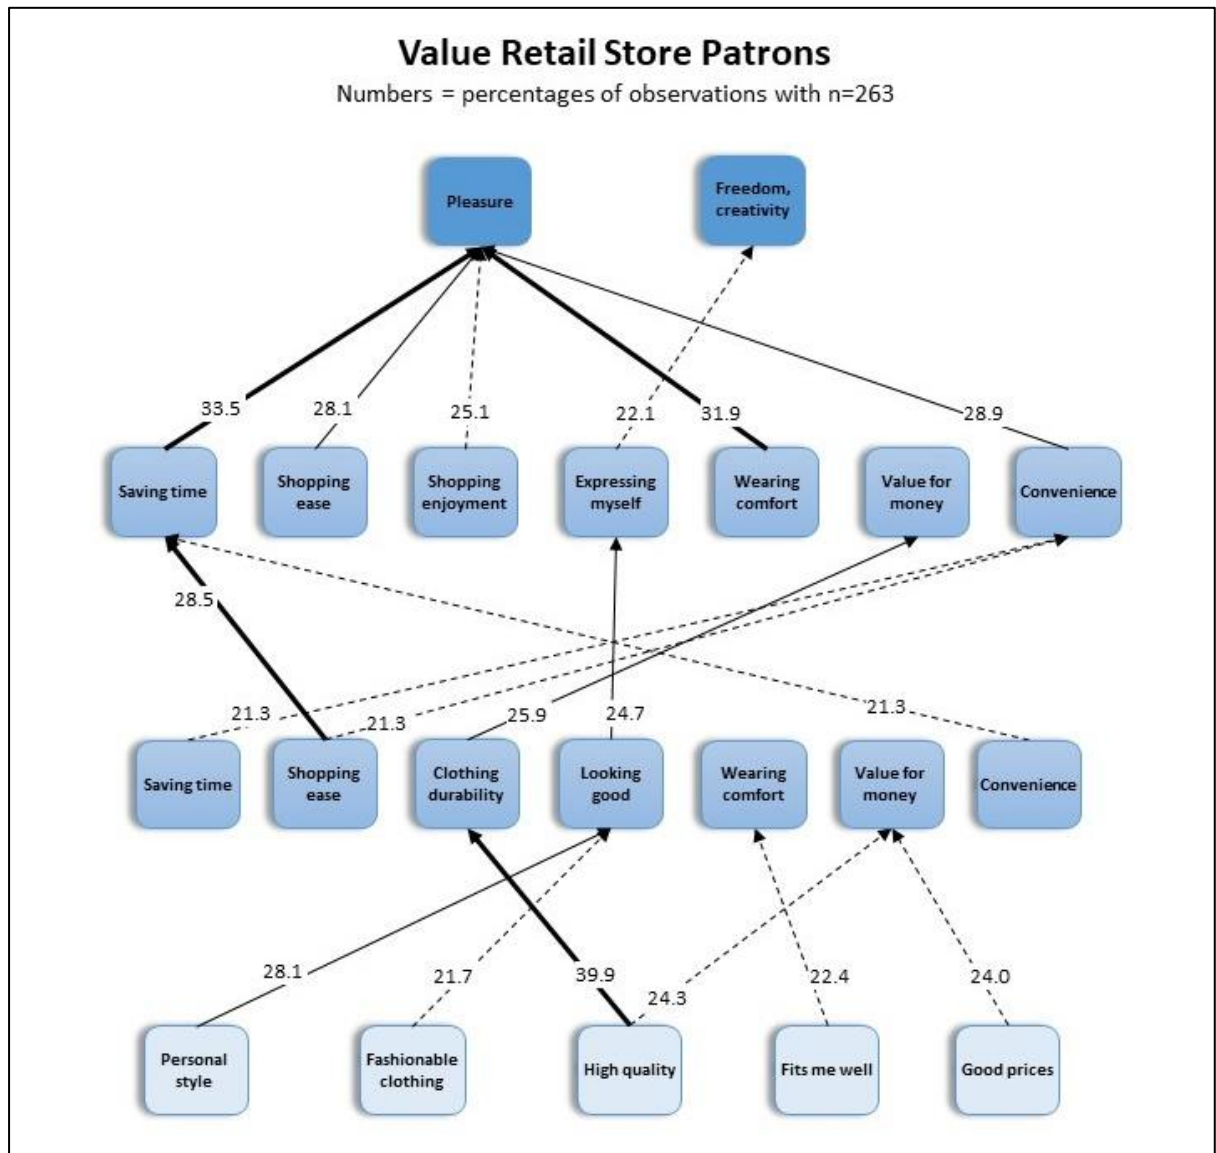 Value Retail Store Patrons
Numbers = percentages of observations with n=263
Pleasure
Freedom,
creativity
33.5
28.1
25.1
22.1
31.9
28.9
Saving time
Shopping
ease
Shopping
enjoyment
Expressing
myself
Wearing
comfort
Value for
money
Convenience
28.5
21.3
21.3
25.9
24.7
21.3
Saving time
Shopping
ease
Clothing
durability
Looking
good
Wearing
comfort
Value for
money
Convenience
28.1
21.7
39.9
24.3
22.4
24.0
Personal
style
Fashionable
clothing
High quality
Fits me well
Good prices